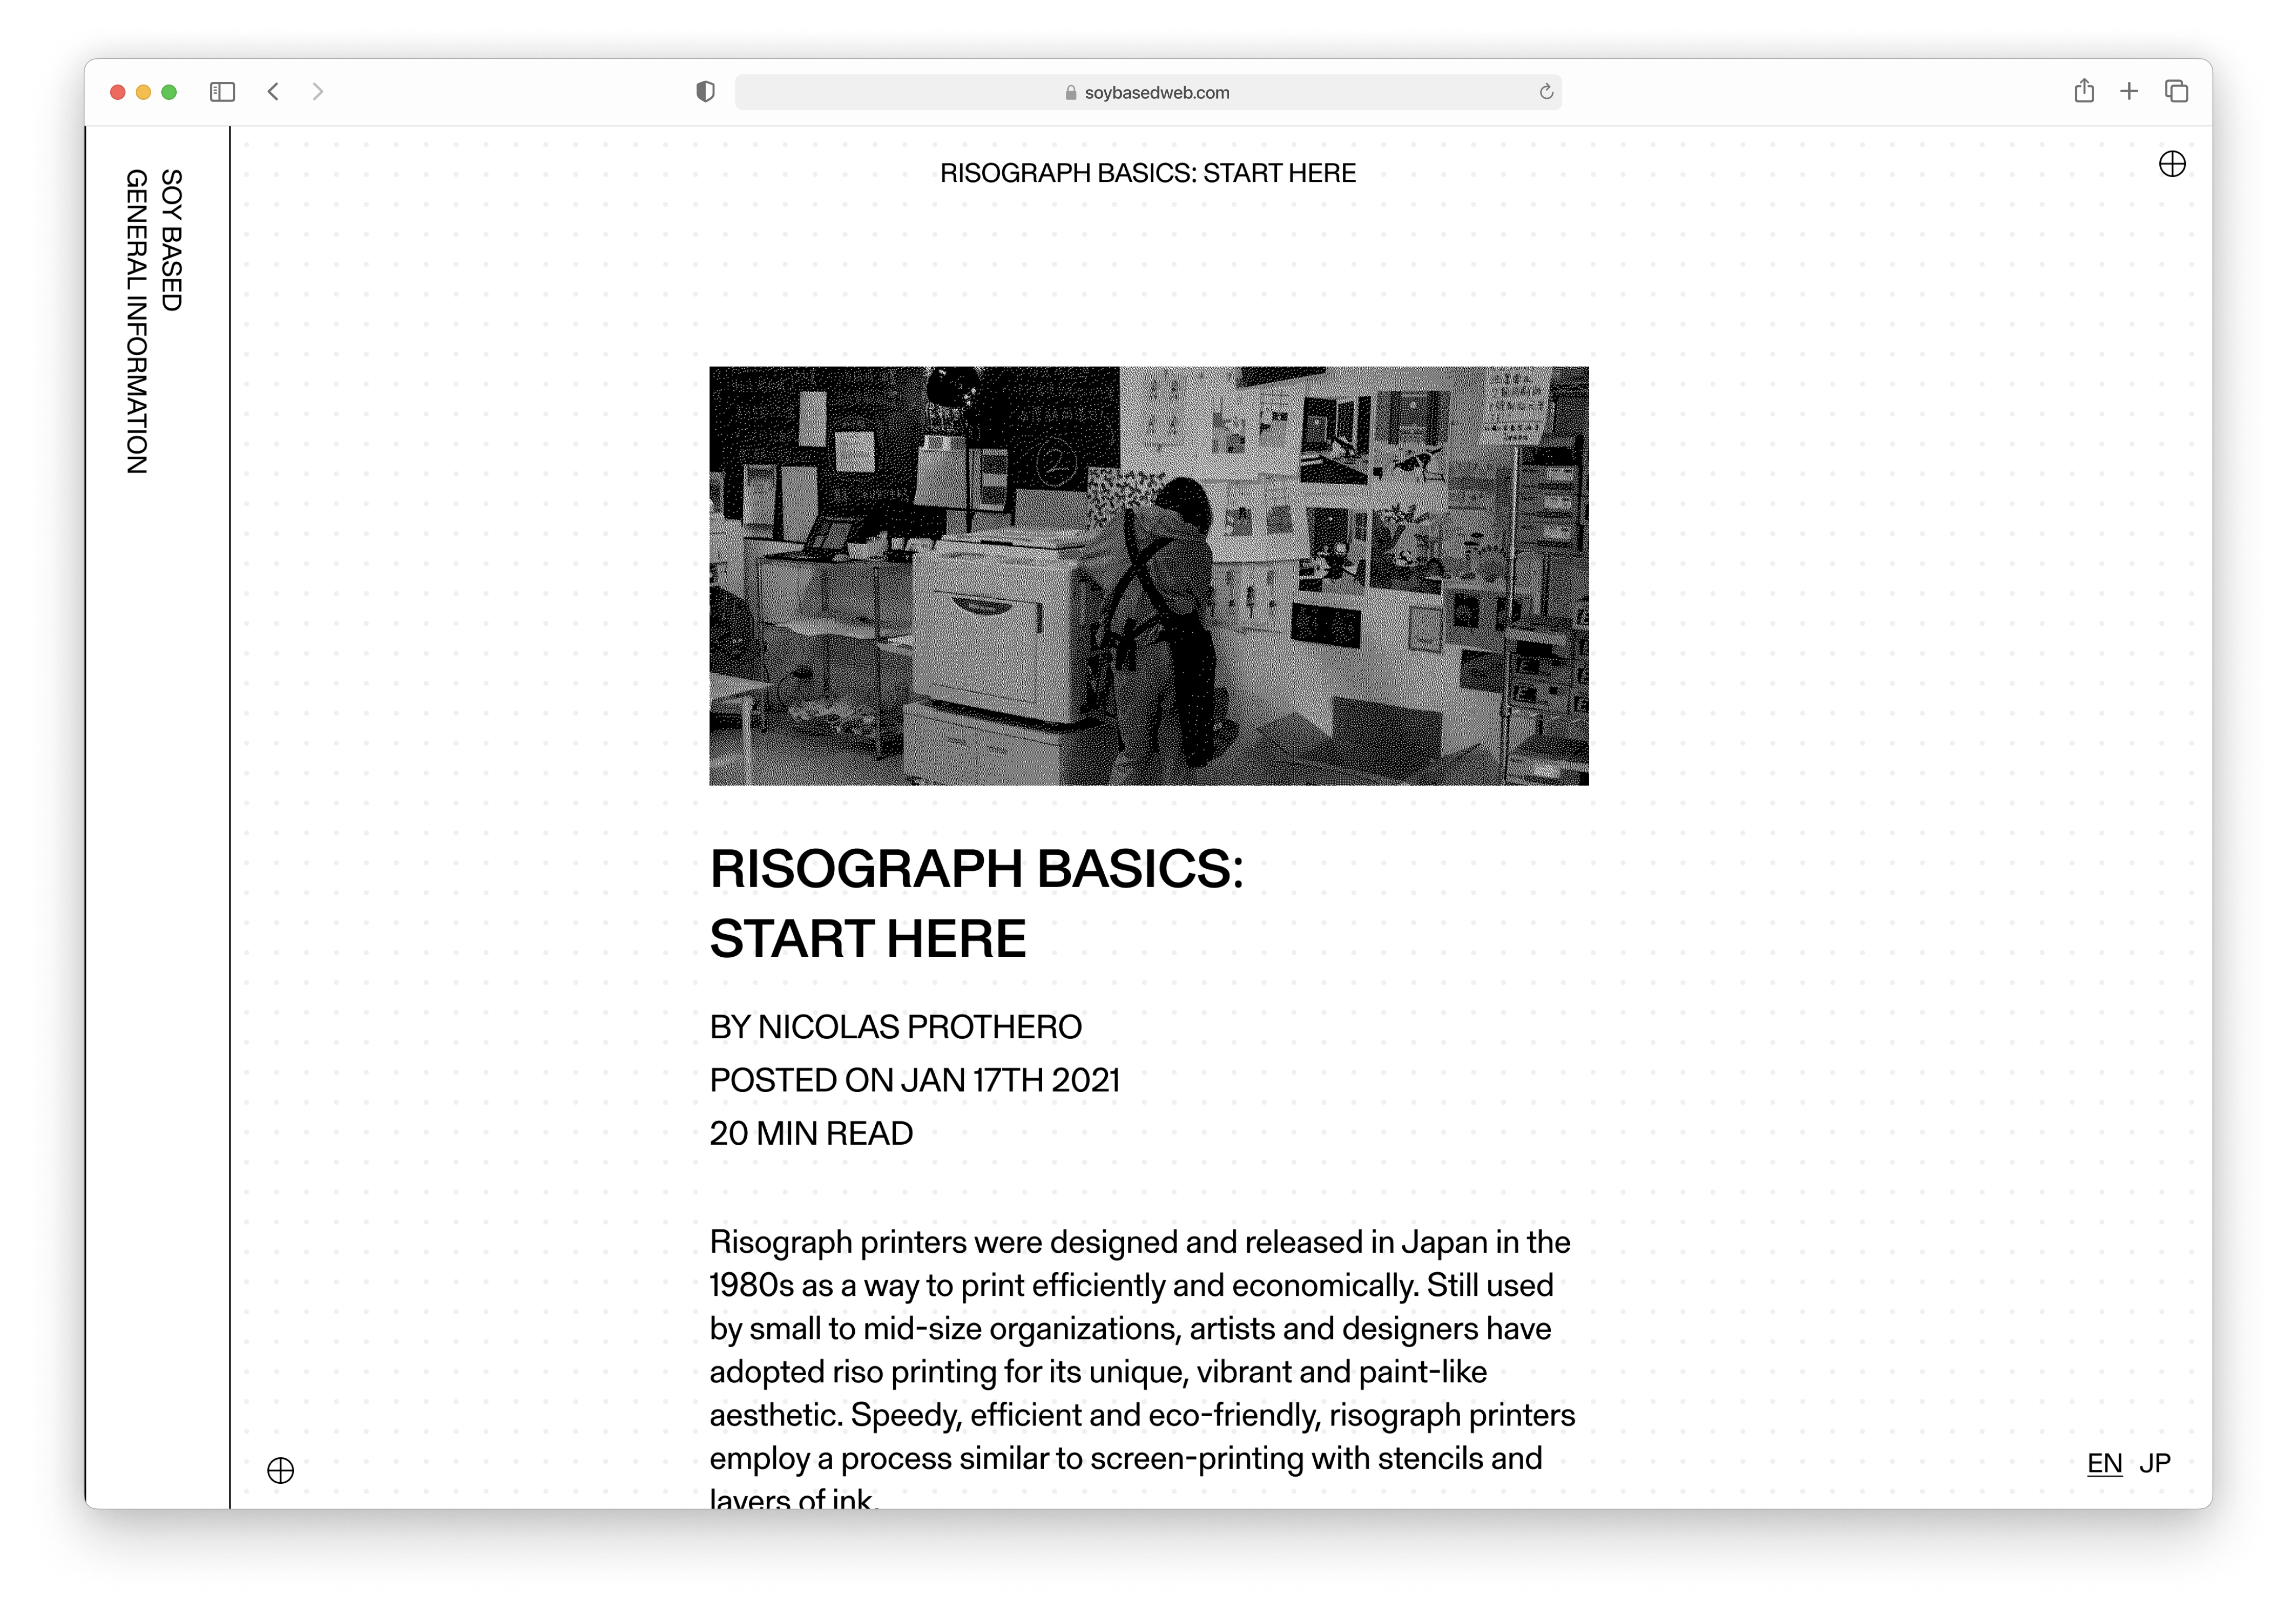 soybasedweb.com
SOY BASED
GENERAL INFORMATION
RISOGRAPH BASICS: START HERE
2
RISOGRAPH BASICS:
START HERE
BY NICOLAS PROTHERO
POSTED ON JAN 17TH 2021
20 MIN READ
Risograph printers were designed and released in Japan in the
1980s as a way to print efficiently and economically. Still used
by small to mid-size organizations, artists and designers have
adopted riso printing for its unique, vibrant and paint-like
aesthetic. Speedy, efficient and eco-friendly, risograph printers
employ a process similar to screen-printing with stencils and
layers of ink.
EN JP